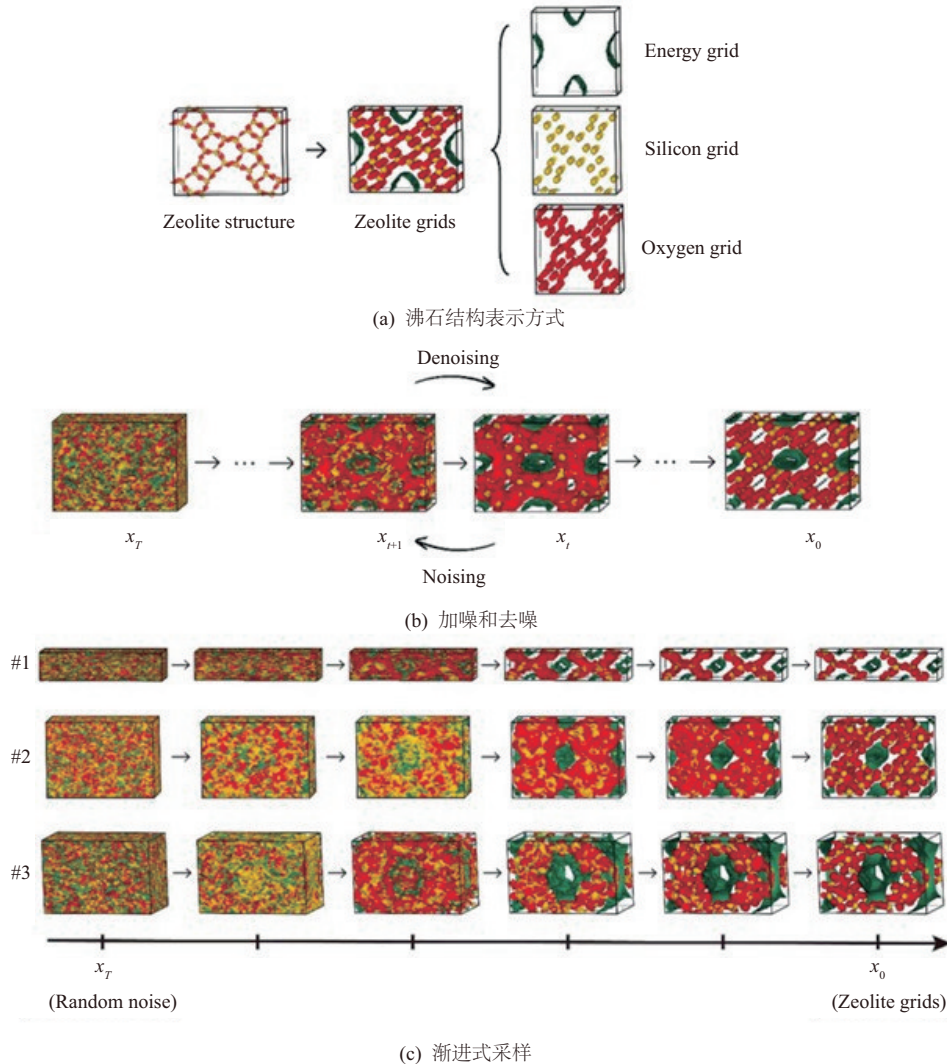 Energy grid
Silicon grid
Oxygen grid
Zeolite structure
Zeolite grids
(a) 沸石结构表示方式
Denoising
x_T
x_{t+1}
x_t
x_0
Noising
(b) 加噪和去噪
#1
#2
#3
x_T
x_0
(Random noise)
(Zeolite grids)
(c) 渐进式采样